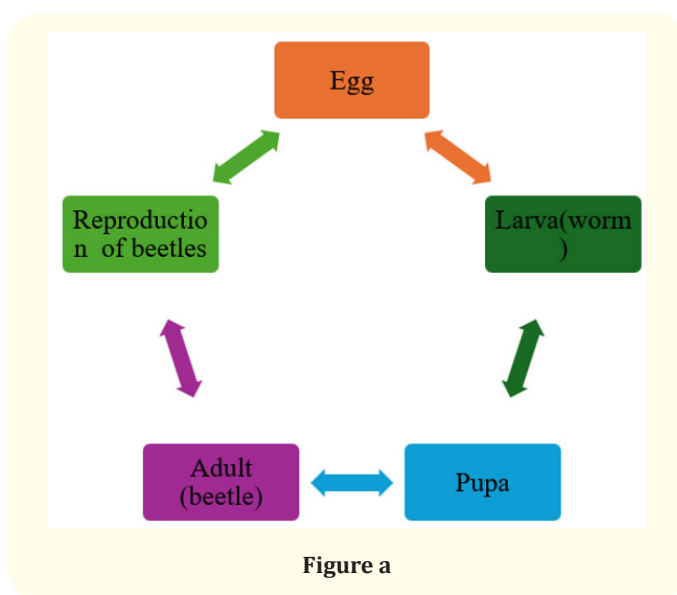 Egg
Reproductio
n of beetles
Larva(worm
)
Adult
(beetle)
Pupa
Figure a